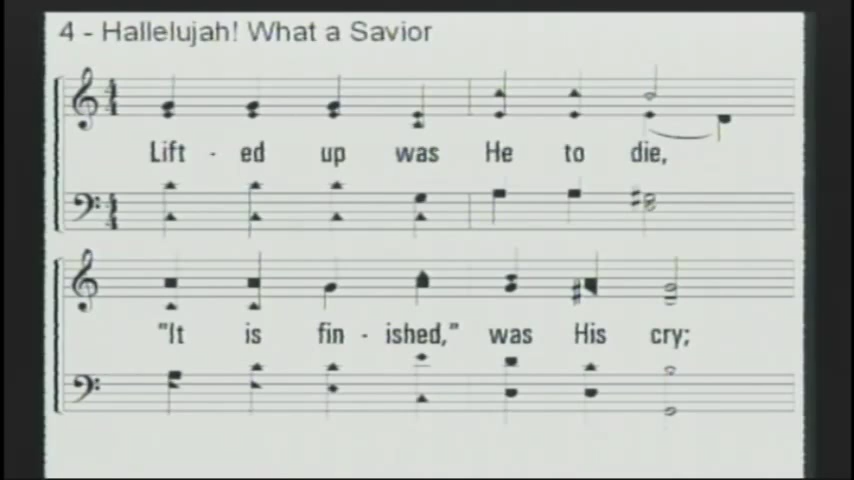 4 - Hallelujah! What a Savior
Lift - ed up was He to die,
"It is fin - ished," was His cry;